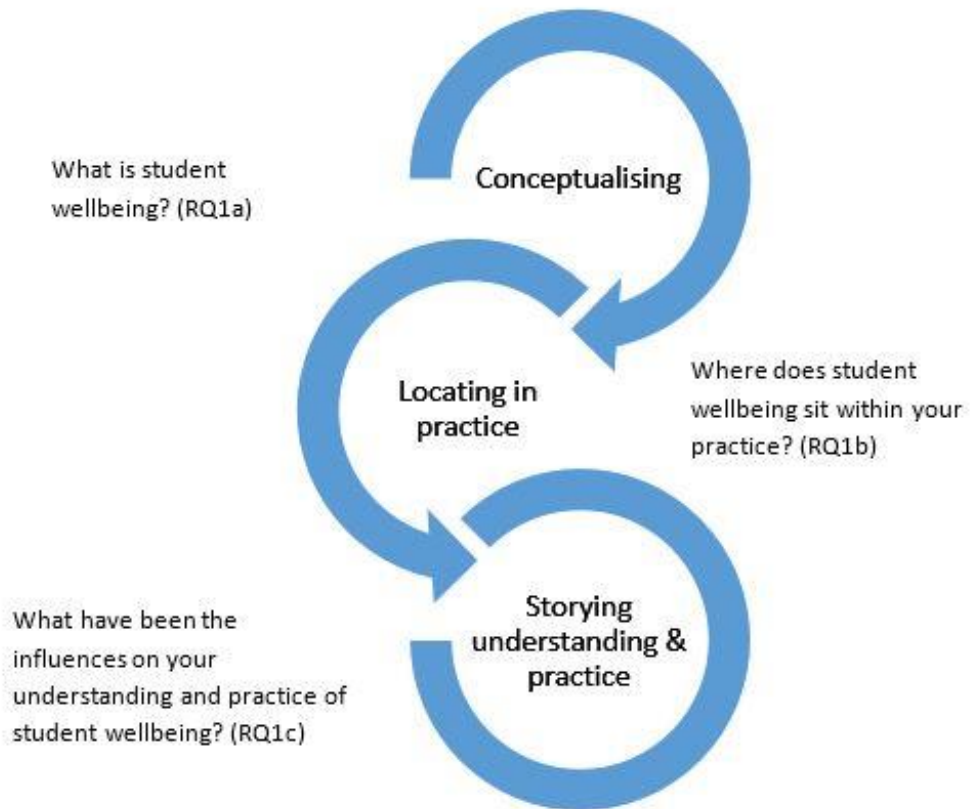 What is student
wellbeing? (RQ1a)
Conceptualising
Locating in
practice
Where does student
wellbeing sit within your
practice? (RQ1b)
What have been the
influences on your
understanding and practice of
student wellbeing? (RQ1c)
Storying
understanding &
practice